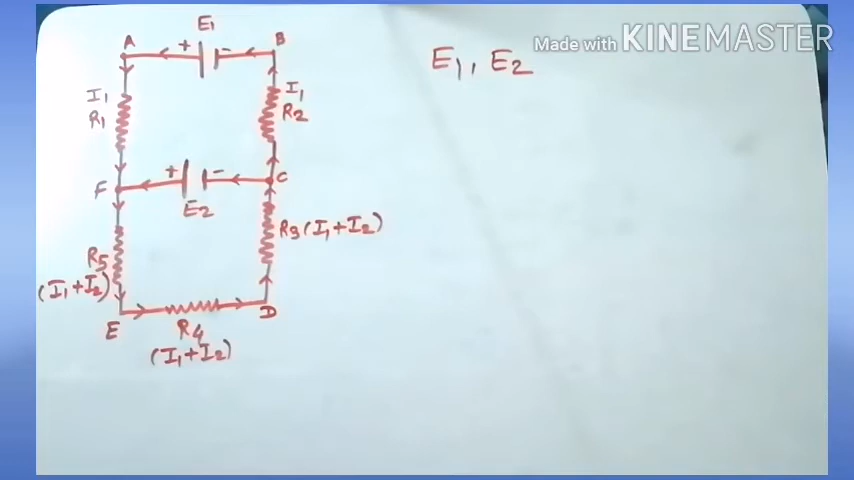 E1
A + - B
E1, E2
Made with KINEMASTER
I1 I1
R1 R2
+ -
F C
E2
R3 (I1+I2)
R5
(I1+I2)
E D
R4
(I1+I2)